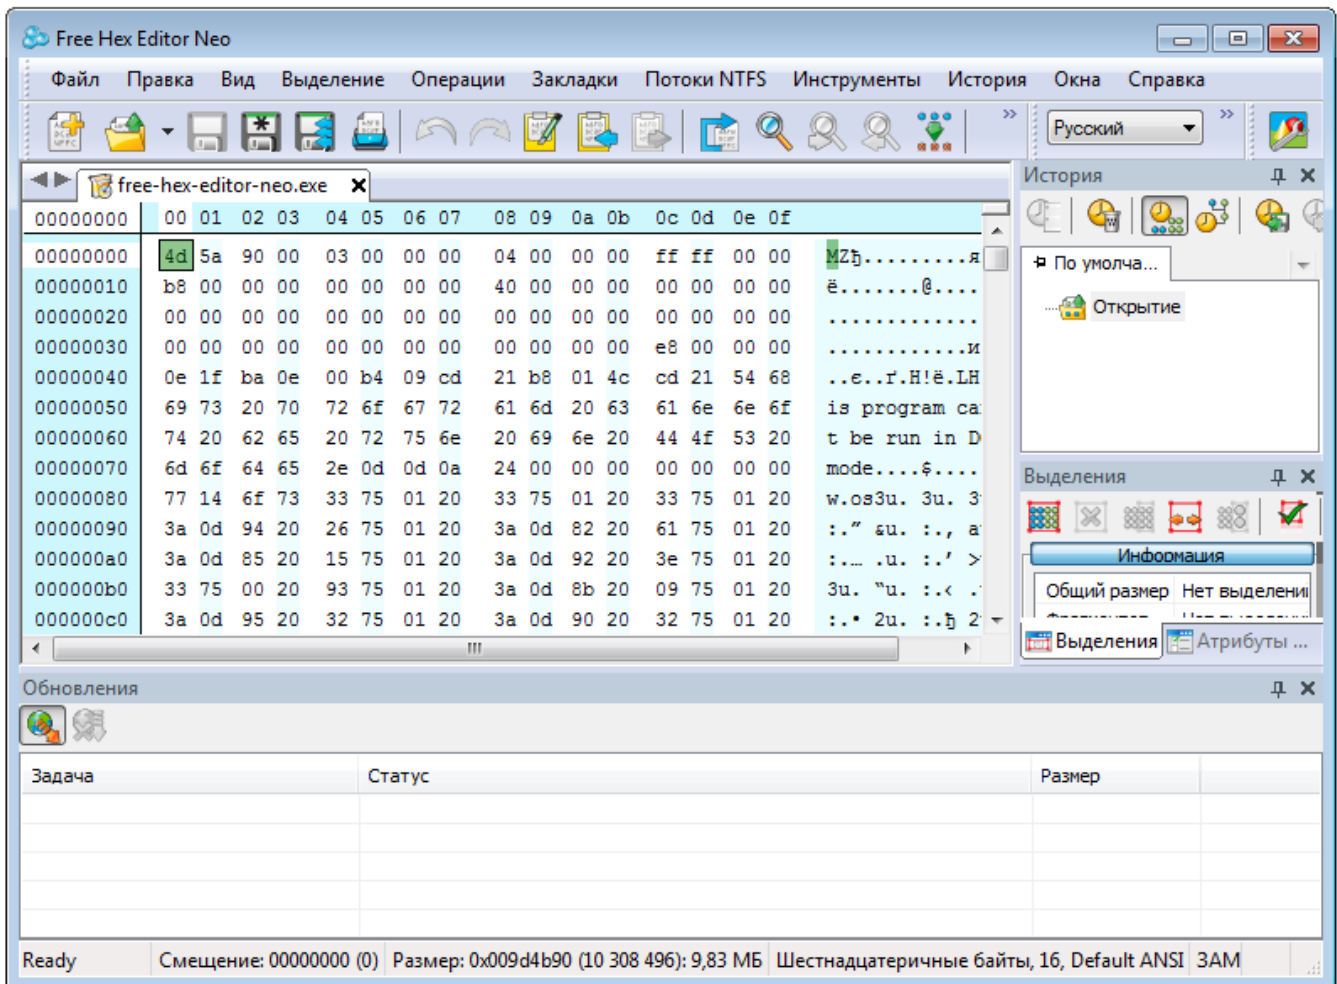 Free Hex Editor Neo
Файл Правка Вид Выделение Операции Закладки Потоки NTFS Инструменты История Окна Справка
Русский
free-hex-editor-neo.exe
История
00000000 00 01 02 03 04 05 06 07 08 09 0a 0b 0c 0d 0e 0f
00000000 4d 5a 90 00 03 00 00 00 04 00 00 00 ff ff 00 00 MZђ.........я
По умолча...
00000010 b8 00 00 00 00 00 00 00 40 00 00 00 00 00 00 00 ё.......@....
Открытие
00000020 00 00 00 00 00 00 00 00 00 00 00 00 00 00 00 00 .............
00000030 00 00 00 00 00 00 00 00 00 00 00 00 e8 00 00 00 ............и
00000040 0e 1f ba 0e 00 b4 09 cd 21 b8 01 4c cd 21 54 68 ..є..ґ.Н!ё.LН
00000050 69 73 20 70 72 6f 67 72 61 6d 20 63 61 6e 6e 6f is program ca
00000060 74 20 62 65 20 72 75 6e 20 69 6e 20 44 4f 53 20 t be run in D
00000070 6d 6f 64 65 2e 0d 0d 0a 24 00 00 00 00 00 00 00 mode....$....
Выделения
00000080 77 14 6f 73 33 75 01 20 33 75 01 20 33 75 01 20 w.os3u. 3u. 3
00000090 3a 0d 94 20 26 75 01 20 3a 0d 82 20 61 75 01 20 :.” &u. :.‚ a
000000a0 3a 0d 85 20 15 75 01 20 3a 0d 92 20 3e 75 01 20 :.… .u. :.’ >
Информация
000000b0 33 75 00 20 93 75 01 20 3a 0d 8b 20 09 75 01 20 3u. “u. :.‹ .
Общий размер Нет выделени
000000c0 3a 0d 95 20 32 75 01 20 3a 0d 90 20 32 75 01 20 :.• 2u. :.ђ 2
Выделения Атрибуты ...
Обновления
Задача Статус Размер
Ready Смещение: 00000000 (0) Размер: 0x009d4b90 (10 308 496): 9,83 МБ Шестнадцатеричные байты, 16, Default ANSI ЗАМ